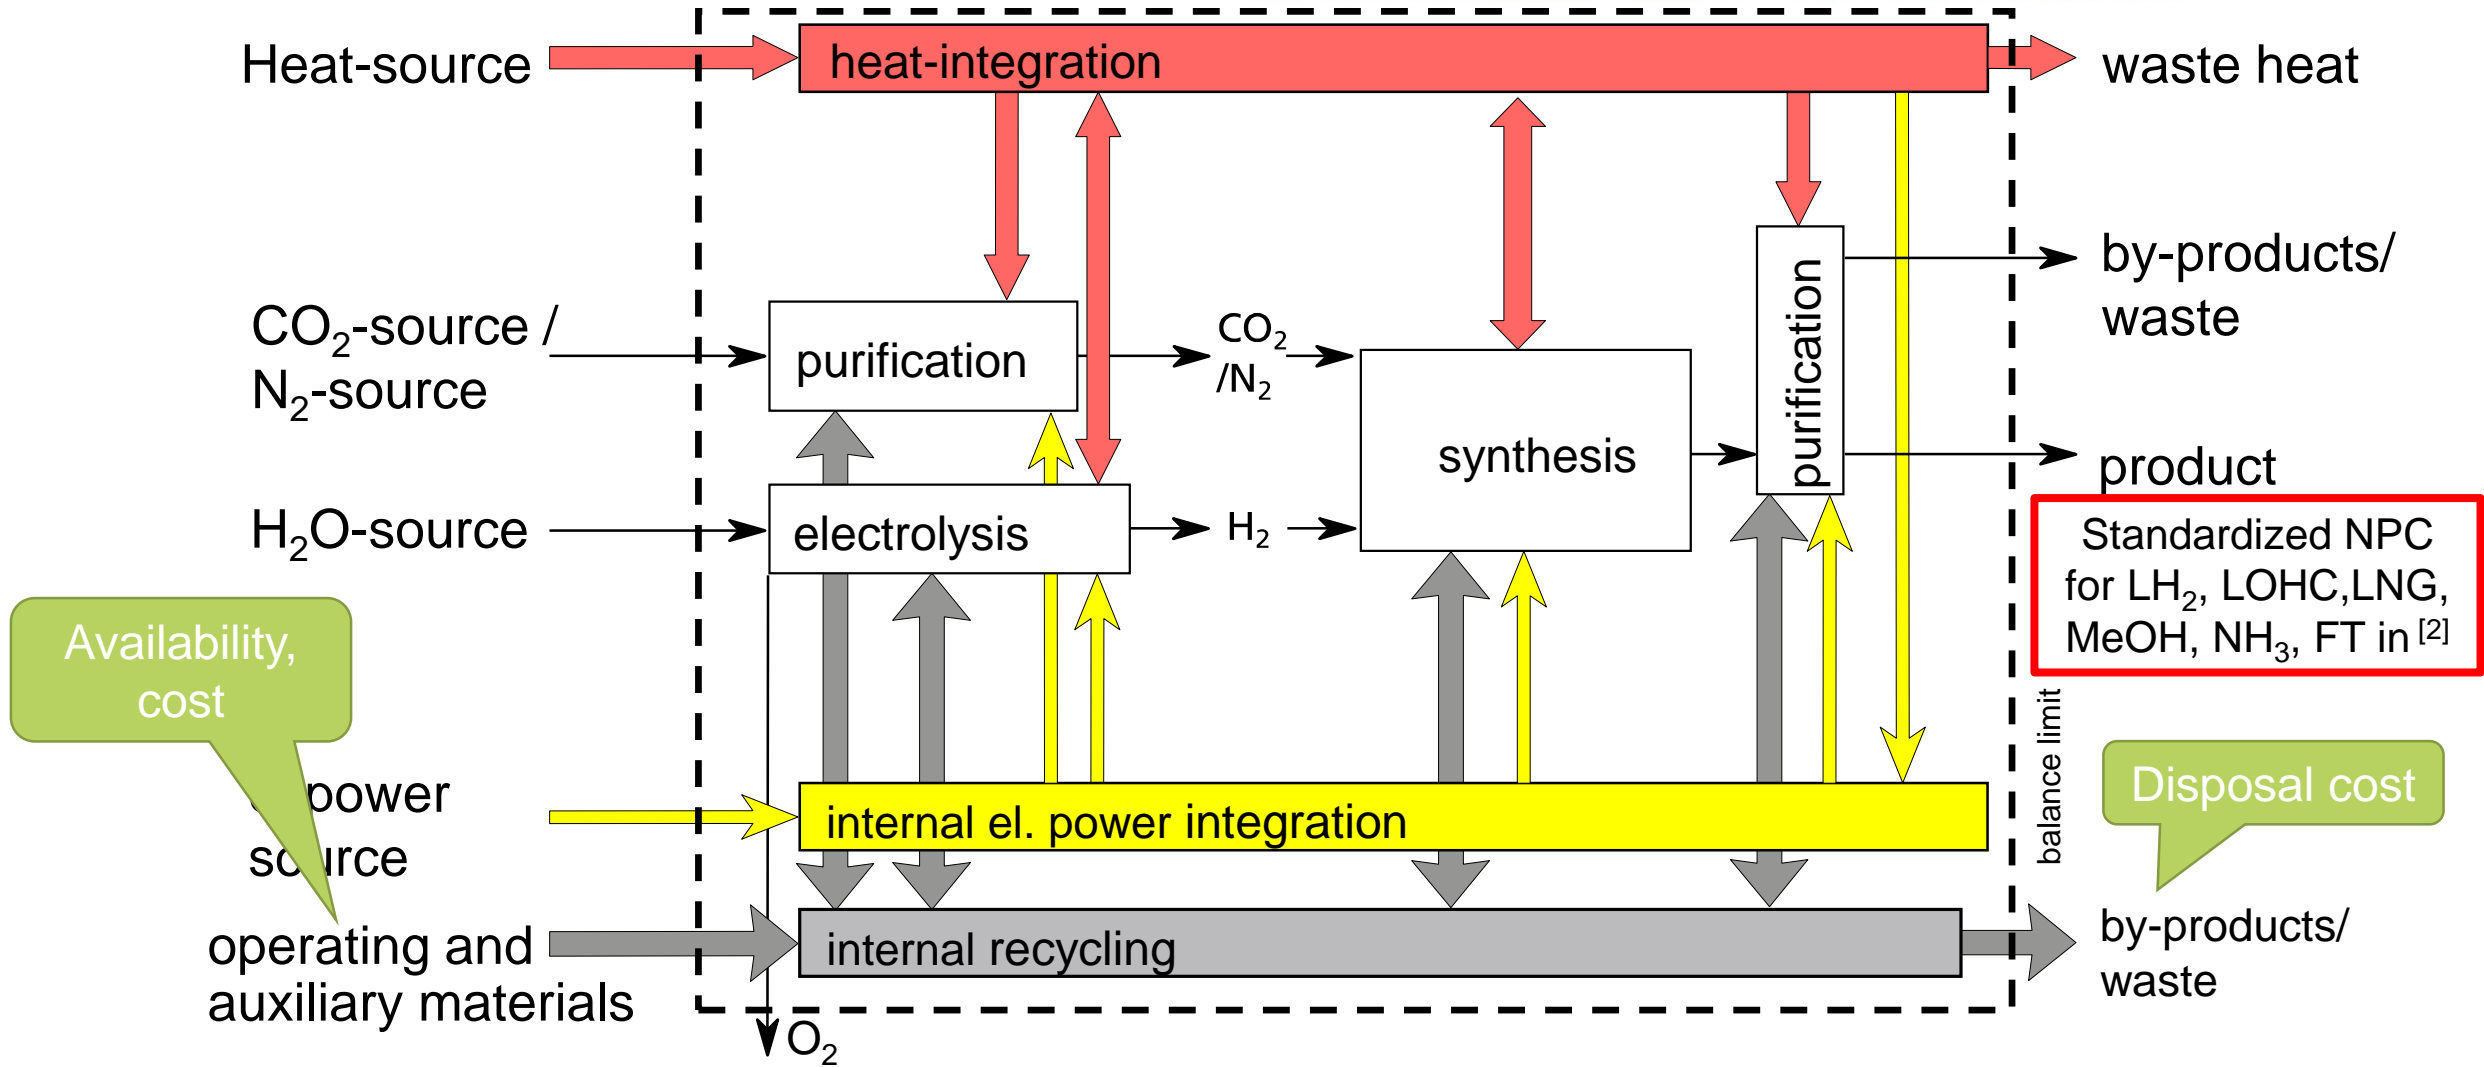 Heat-source
heat-integration
waste heat
CO₂-source /
N₂-source
purification
CO₂
/N₂
synthesis
purification
by-products/
waste
product
H₂O-source
electrolysis
H₂
Standardized NPC
for LH₂, LOHC,LNG,
MeOH, NH₃, FT in [2]
Availability,
cost
power
source
internal el. power integration
balance limit
Disposal cost
operating and
auxiliary materials
internal recycling
by-products/
waste
O₂